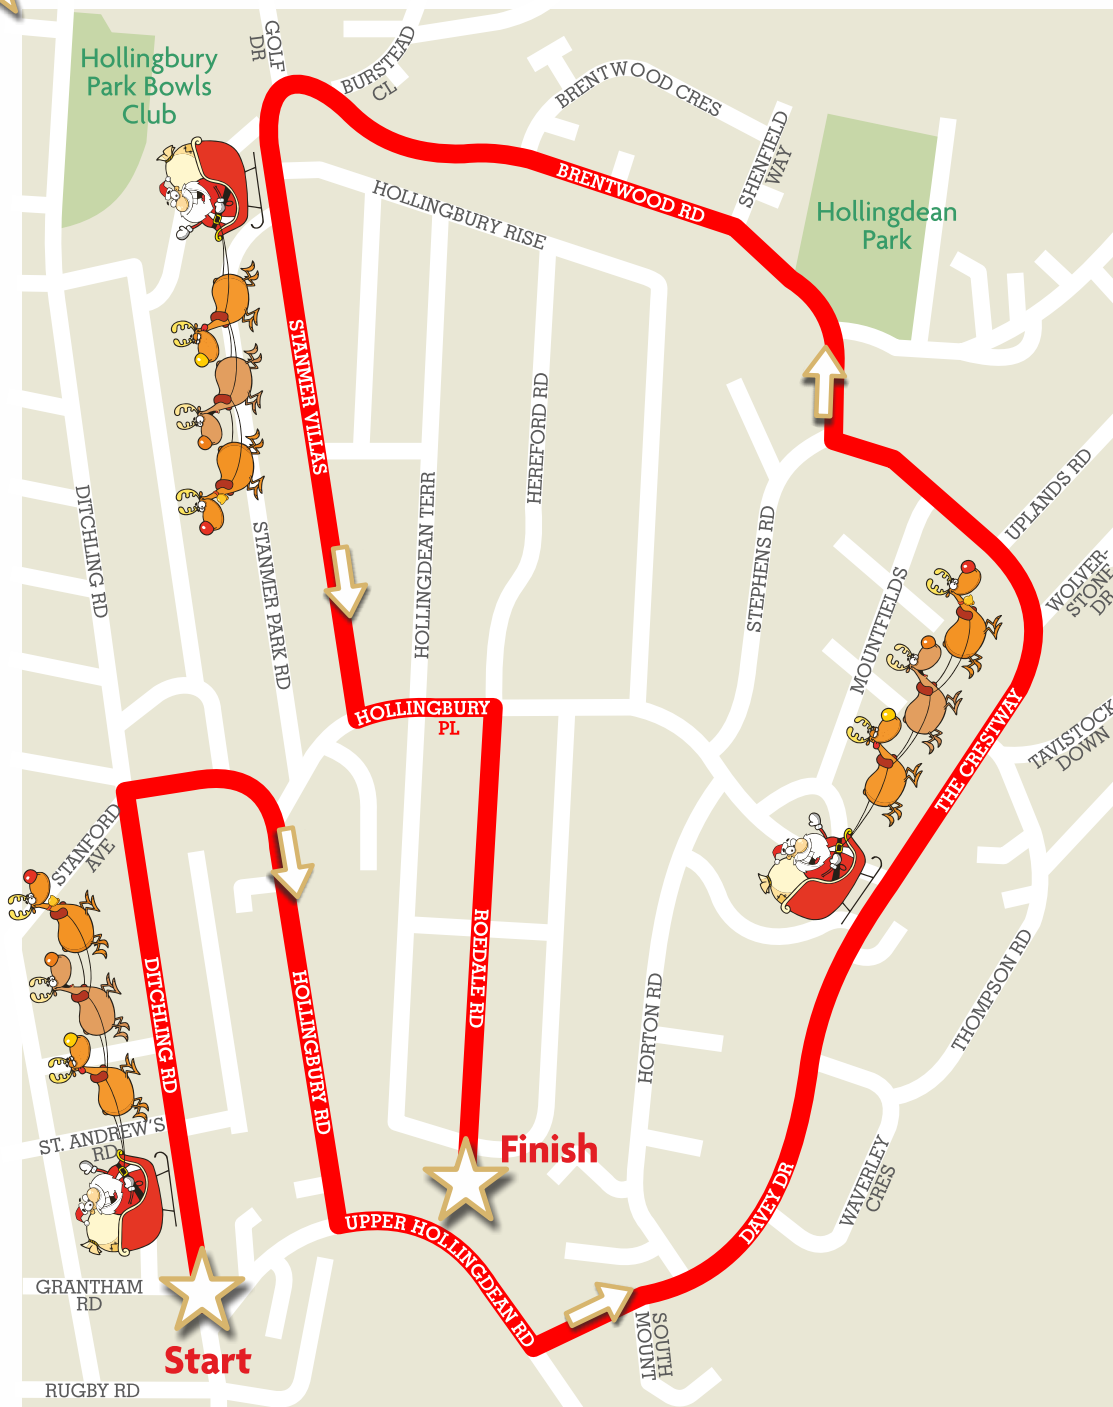 GOLF
DR
BURSTEAD
CL
Hollingbury
Park Bowls
Club
BRENTWOOD CRES
SHENFIELD
WAY
BRENTWOOD RD
HOLLINGBURY RISE
Hollingdean
Park
STANMER VILLAS
HEREFORD RD
DITCHLING RD
HOLLINGDEAN TERR
STANMER PARK RD
STEPHENS RD
UPLANDS RD
WOLVER-
STONE
DR
MOUNTFIELDS
HOLLINGBURY
PL
THE CRESTWAY
TAVISTOCK
DOWN
STANFORD
AVE
DITCHLING RD
HOLLINGBURY RD
ROEDALE RD
HORTON RD
THOMPSON RD
ST. ANDREW'S
RD
Finish
WAVERLEY
CRES
DAVEY DR
UPPER HOLLINGDEAN RD
GRANTHAM
RD
Start
SOUTH
MOUNT
RUGBY RD